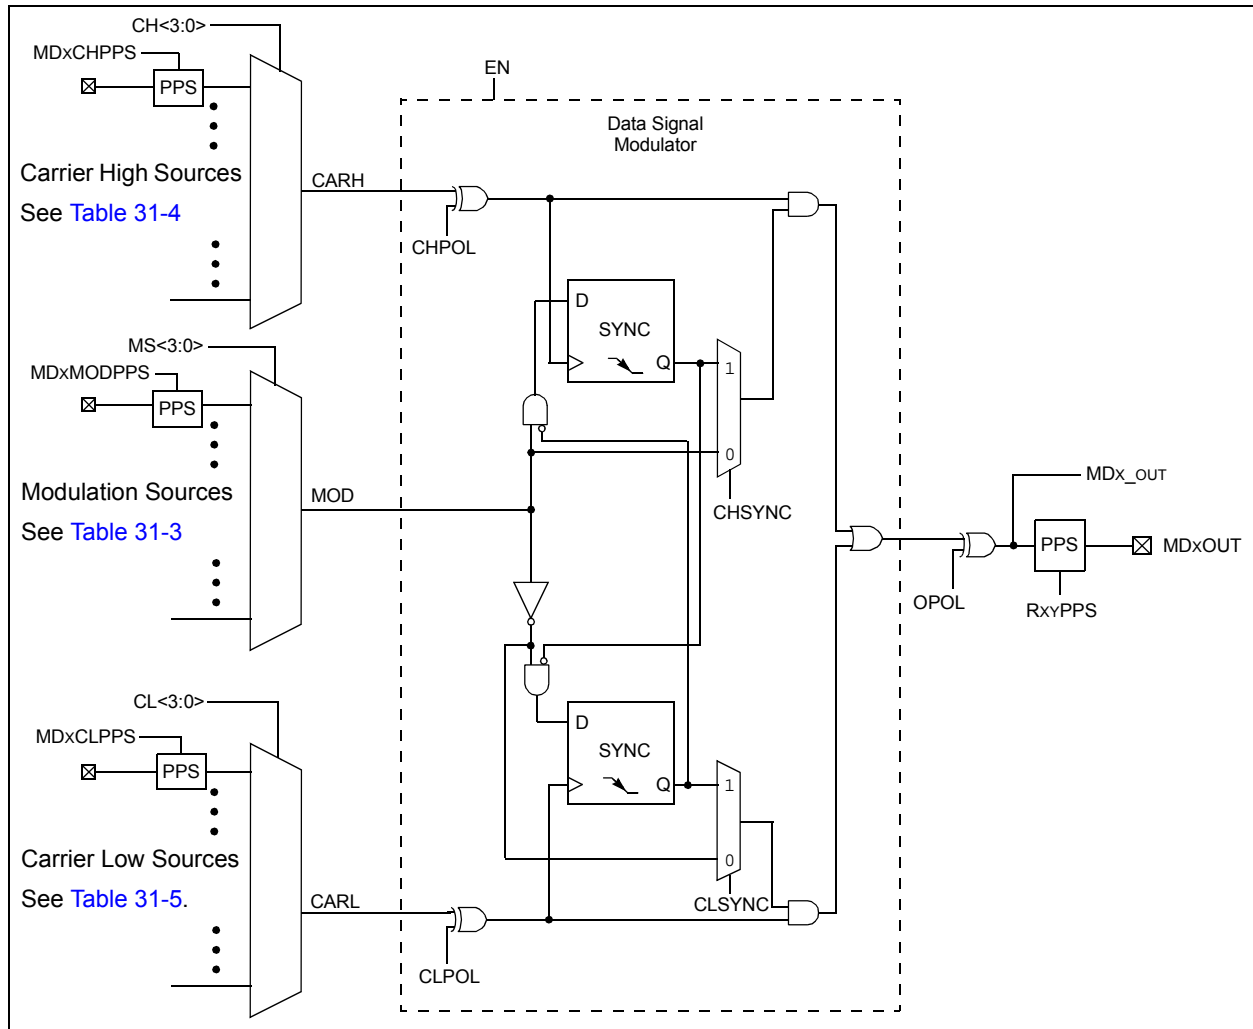 CH<3:0>
MDxCHPPS
PPS
Carrier High Sources
See Table 31-4
CARH
EN
Data Signal
Modulator
CHPOL
D
SYNC
Q
1
0
CHSYNC
MS<3:0>
MDxMODPPS
PPS
Modulation Sources
See Table 31-3
MOD
MDx_OUT
PPS
MDxOUT
OPOL
RxyPPS
CL<3:0>
MDxCLPPS
PPS
Carrier Low Sources
See Table 31-5.
CARL
D
SYNC
Q
1
0
CLSYNC
CLPOL